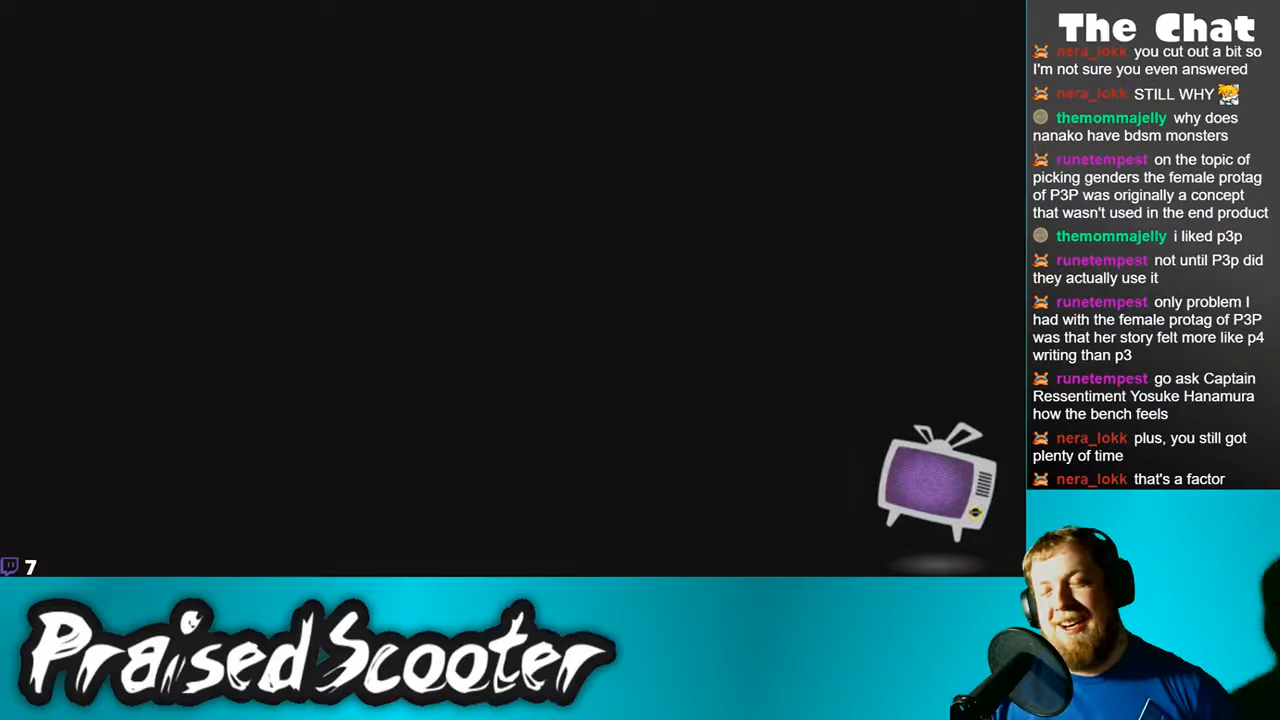 The Chat
nera_lokk you cut out a bit so
I'm not sure you even answered
nera_lokk STILL WHY
themommajelly why does
nanako have bdsm monsters
runetempest on the topic of
picking genders the female protag
of P3P was originally a concept
that wasn't used in the end product
themommajelly i liked p3p
runetempest not until P3p did
they actually use it
runetempest only problem I
had with the female protag of P3P
was that her story felt more like p4
writing than p3
runetempest go ask Captain
Ressentiment Yosuke Hanamura
how the bench feels
nera_lokk plus, you still got
plenty of time
nera_lokk that's a factor
7
PraisedScooter